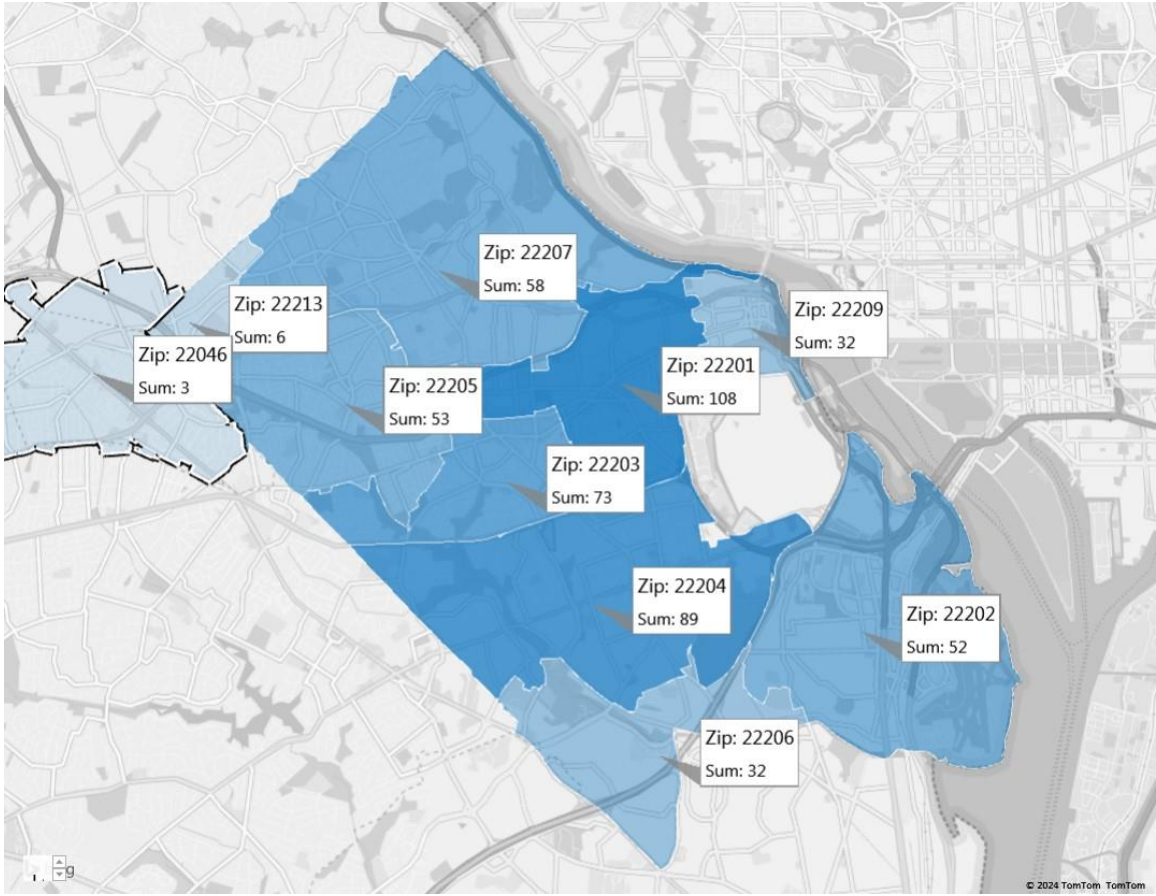 Zip: 22207
Sum: 58
Zip: 22213
Sum: 6
Zip: 22209
Sum: 32
Zip: 22046
Sum: 3
Zip: 22201
Sum: 108
Zip: 22205
Sum: 53
Zip: 22203
Sum: 73
Zip: 22204
Sum: 89
Zip: 22202
Sum: 52
Zip: 22206
Sum: 32
© 2024 TomTom TomTom